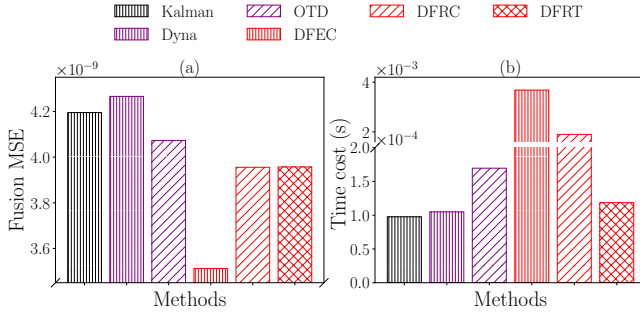 Kalman OTD DFRC DFRT
Dyna DFEC
×10⁻⁹ (a)
4.2
4.0
3.8
3.6
Fusion MSE
Methods
×10⁻³ (b)
4
2
×10⁻⁴
2.0
1.5
1.0
0.5
0.0
Time cost (s)
Methods